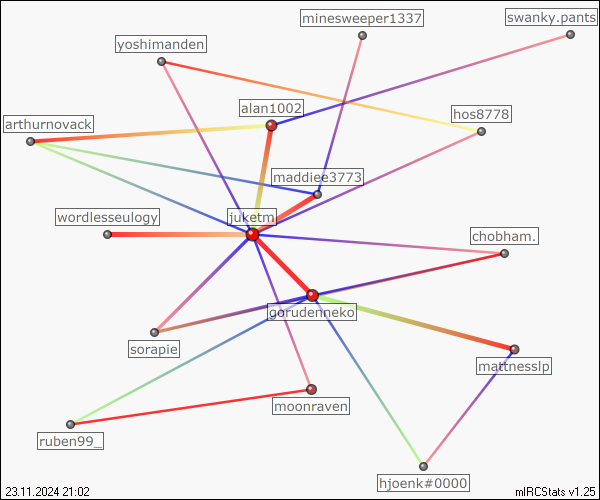 minesweeper1337
swanky.pants
yoshimanden
alan1002
hos8778
arthurnovack
maddiee3773
wordlesseulogy
juketm
chobham.
gorudenneko
sorapie
mattnesslp
moonraven
ruben99_
hjoenk#0000
23.11.2024 21:02
mIRCStats v1.25